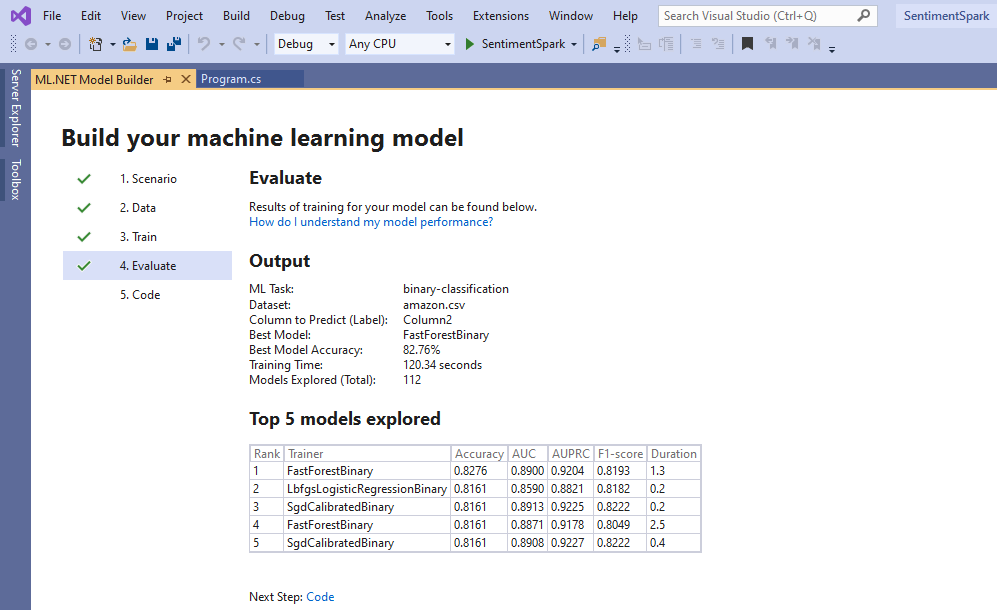 File Edit View Project Build Debug Test Analyze Tools Extensions Window Help Search Visual Studio (Ctrl+Q) SentimentSpark
Debug Any CPU SentimentSpark
ML.NET Model Builder Program.cs
Server Explorer
Toolbox
Build your machine learning model
1. Scenario
2. Data
3. Train
4. Evaluate
5. Code
Evaluate
Results of training for your model can be found below.
How do I understand my model performance?
Output
ML Task: binary-classification
Dataset: amazon.csv
Column to Predict (Label): Column2
Best Model: FastForestBinary
Best Model Accuracy: 82.76%
Training Time: 120.34 seconds
Models Explored (Total): 112
Top 5 models explored
Rank Trainer Accuracy AUC AUPRC F1-score Duration
1 FastForestBinary 0.8276 0.8900 0.9204 0.8193 1.3
2 LbfgsLogisticRegressionBinary 0.8161 0.8590 0.8821 0.8182 0.2
3 SgdCalibratedBinary 0.8161 0.8913 0.9225 0.8222 0.2
4 FastForestBinary 0.8161 0.8871 0.9178 0.8049 2.5
5 SgdCalibratedBinary 0.8161 0.8908 0.9227 0.8222 0.4
Next Step: Code